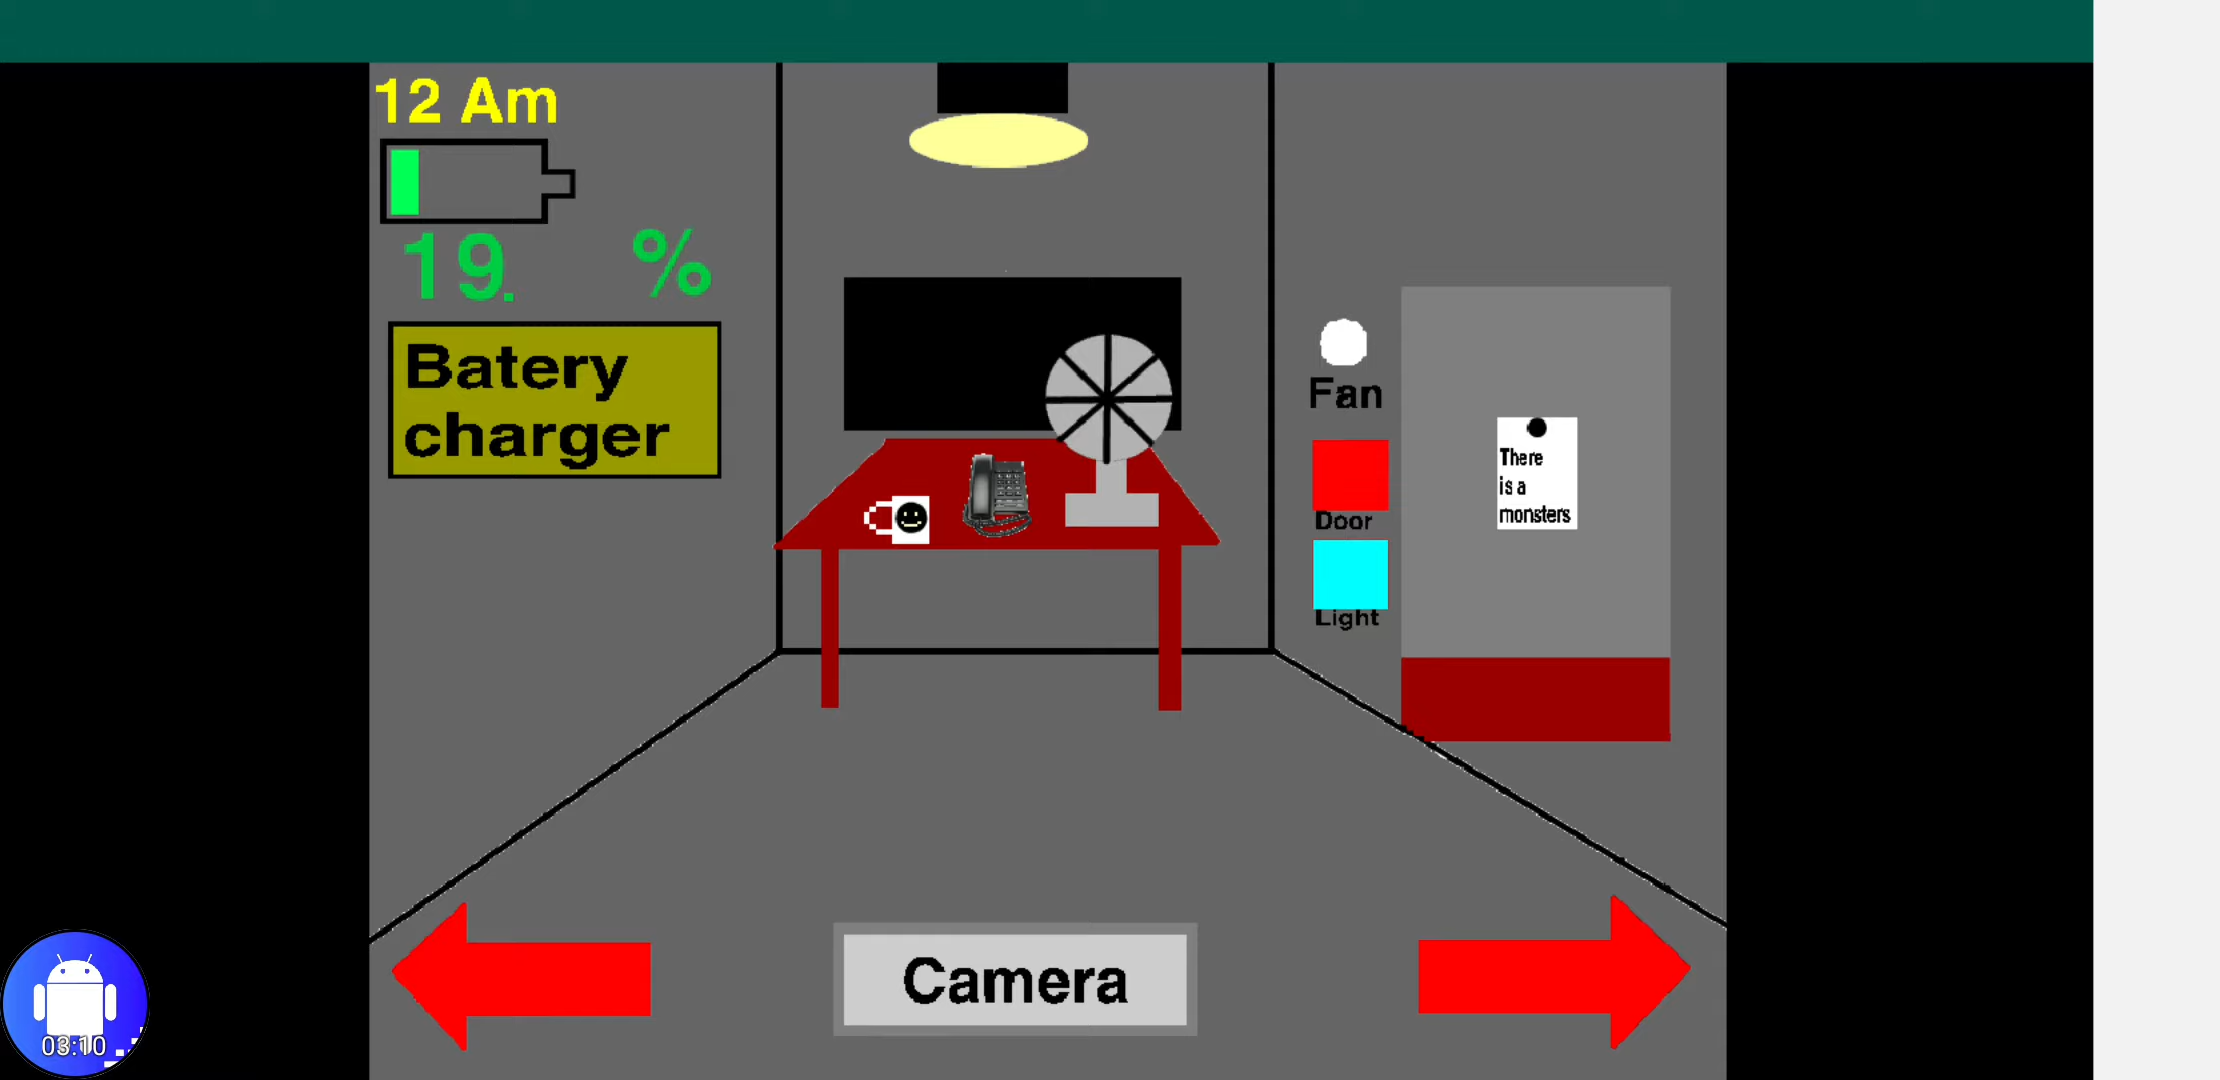 12 Am
19. %
Batery
charger
Fan
Door
Light
There
is a
monsters
Camera
03:10